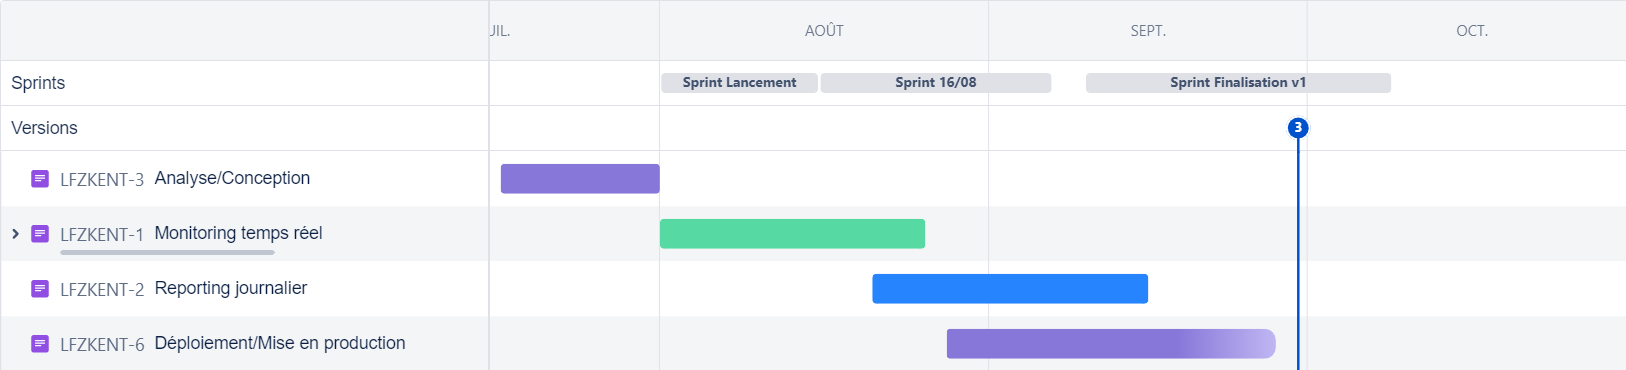 UIL.
AOÛT
SEPT.
OCT.
Sprints
Sprint Lancement
Sprint 16/08
Sprint Finalisation v1
Versions
3
LFZKENT-3 Analyse/Conception
LFZKENT-1 Monitoring temps réel
LFZKENT-2 Reporting journalier
LFZKENT-6 Déploiement/Mise en production